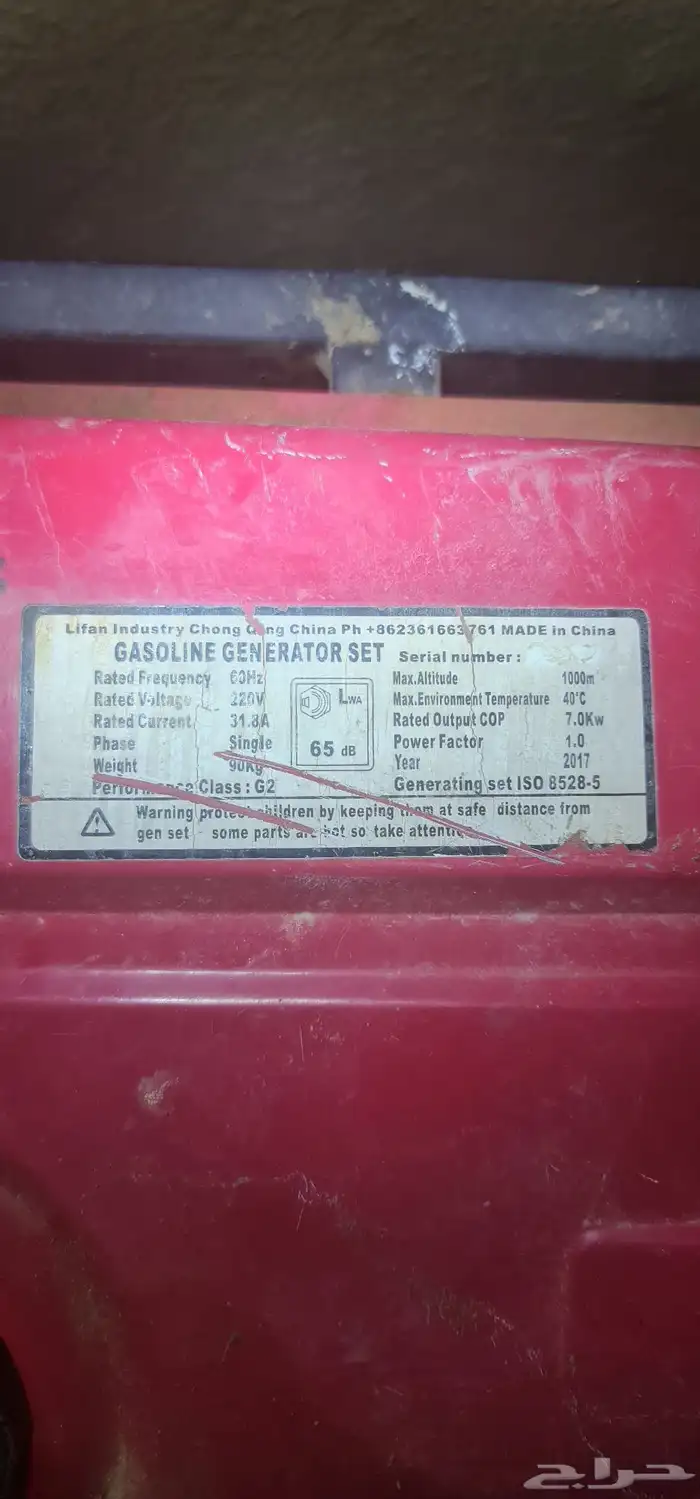 Lifan Industry Chong Qing China Ph +862361663761 MADE in China
GASOLINE GENERATOR SET Serial number :
Rated Frequency 60Hz
Rated Voltage 220V
Rated Current 31.8A
Phase Single
Weight 90Kg
Performance Class : G2
LWA
65 dB
Max.Altitude 1000m
Max.Environment Temperature 40°C
Rated Output COP 7.0Kw
Power Factor 1.0
Year 2017
Generating set ISO 8528-5
Warning protect children by keeping them at safe distance from
gen set - some parts are hot so take attention
حراج